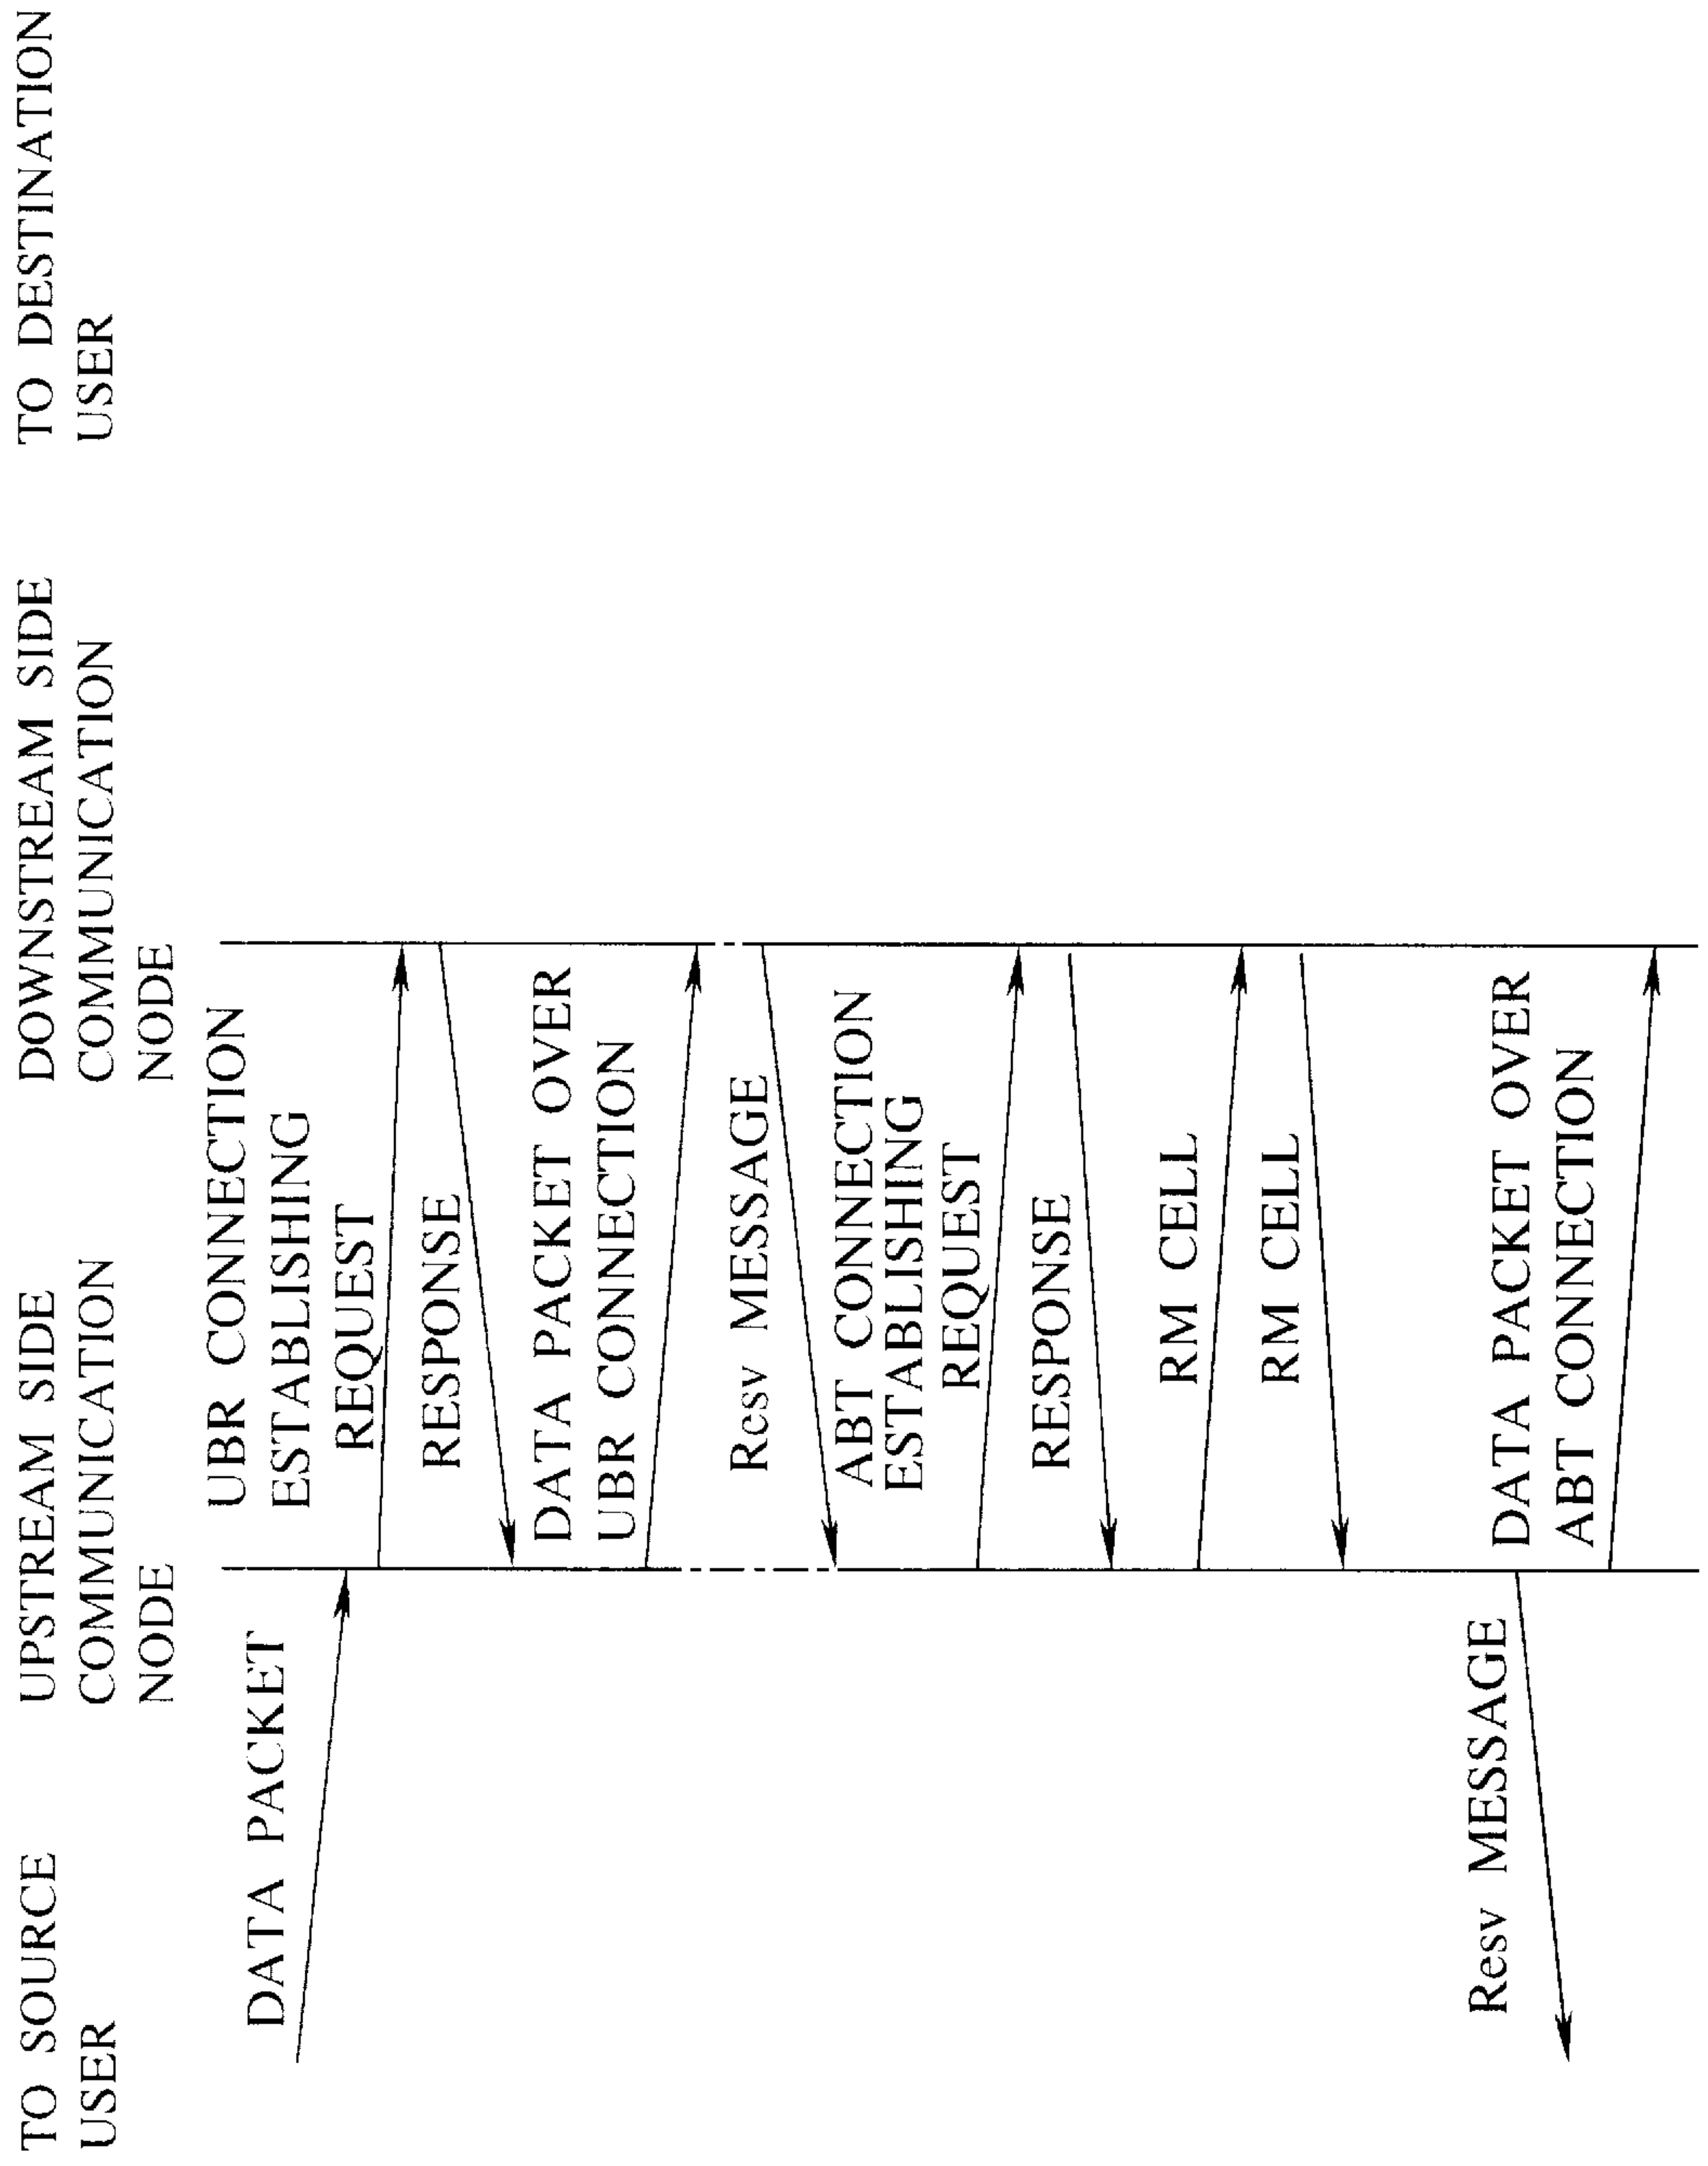 TO SOURCE
USER
UPSTREAM SIDE
COMMUNICATION
NODE
DOWNSTREAM SIDE
COMMUNICATION
NODE
TO DESTINATION
USER
DATA PACKET
UBR CONNECTION
ESTABLISHING
REQUEST
RESPONSE
DATA PACKET OVER
UBR CONNECTION
Resv MESSAGE
ABT CONNECTION
ESTABLISHING
REQUEST
RESPONSE
RM CELL
RM CELL
Resv MESSAGE
DATA PACKET OVER
ABT CONNECTION